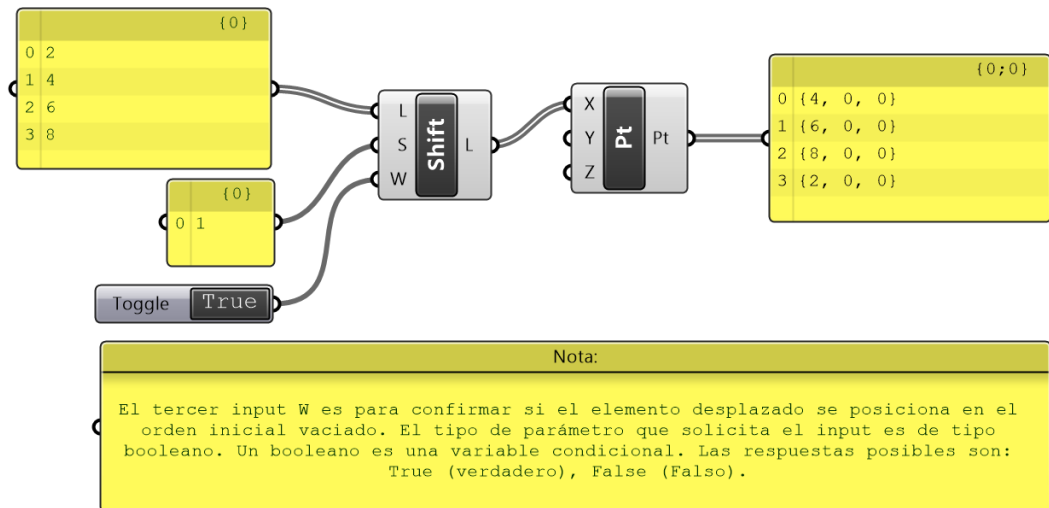 {0}
0 2
1 4
2 6
3 8
{0}
0 1
Toggle True
L
S
W
Shift
L
X
Y
Z
Pt
Pt
{0;0}
0 {4, 0, 0}
1 {6, 0, 0}
2 {8, 0, 0}
3 {2, 0, 0}
Nota:
El tercer input W es para confirmar si el elemento desplazado se posiciona en el
orden inicial vaciado. El tipo de parámetro que solicita el input es de tipo
booleano. Un booleano es una variable condicional. Las respuestas posibles son:
True (verdadero), False (Falso).